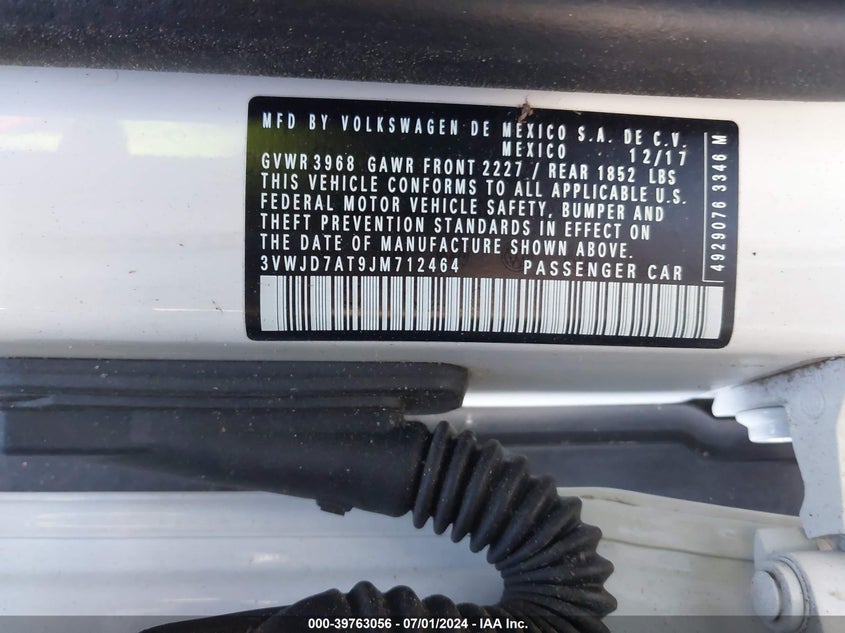 MFD BY VOLKSWAGEN DE MEXICO S.A. DE C.V.
MEXICO 12/17
GVWR 3968 GAWR FRONT 2227 / REAR 1852 LBS
THIS VEHICLE CONFORMS TO ALL APPLICABLE U.S.
FEDERAL MOTOR VEHICLE SAFETY, BUMPER AND
THEFT PREVENTION STANDARDS IN EFFECT ON
THE DATE OF MANUFACTURE SHOWN ABOVE.
3VWJD7AT9JM712464 PASSENGER CAR
4929076 3346 M
000-39763056 - 07/01/2024 - IAA Inc.